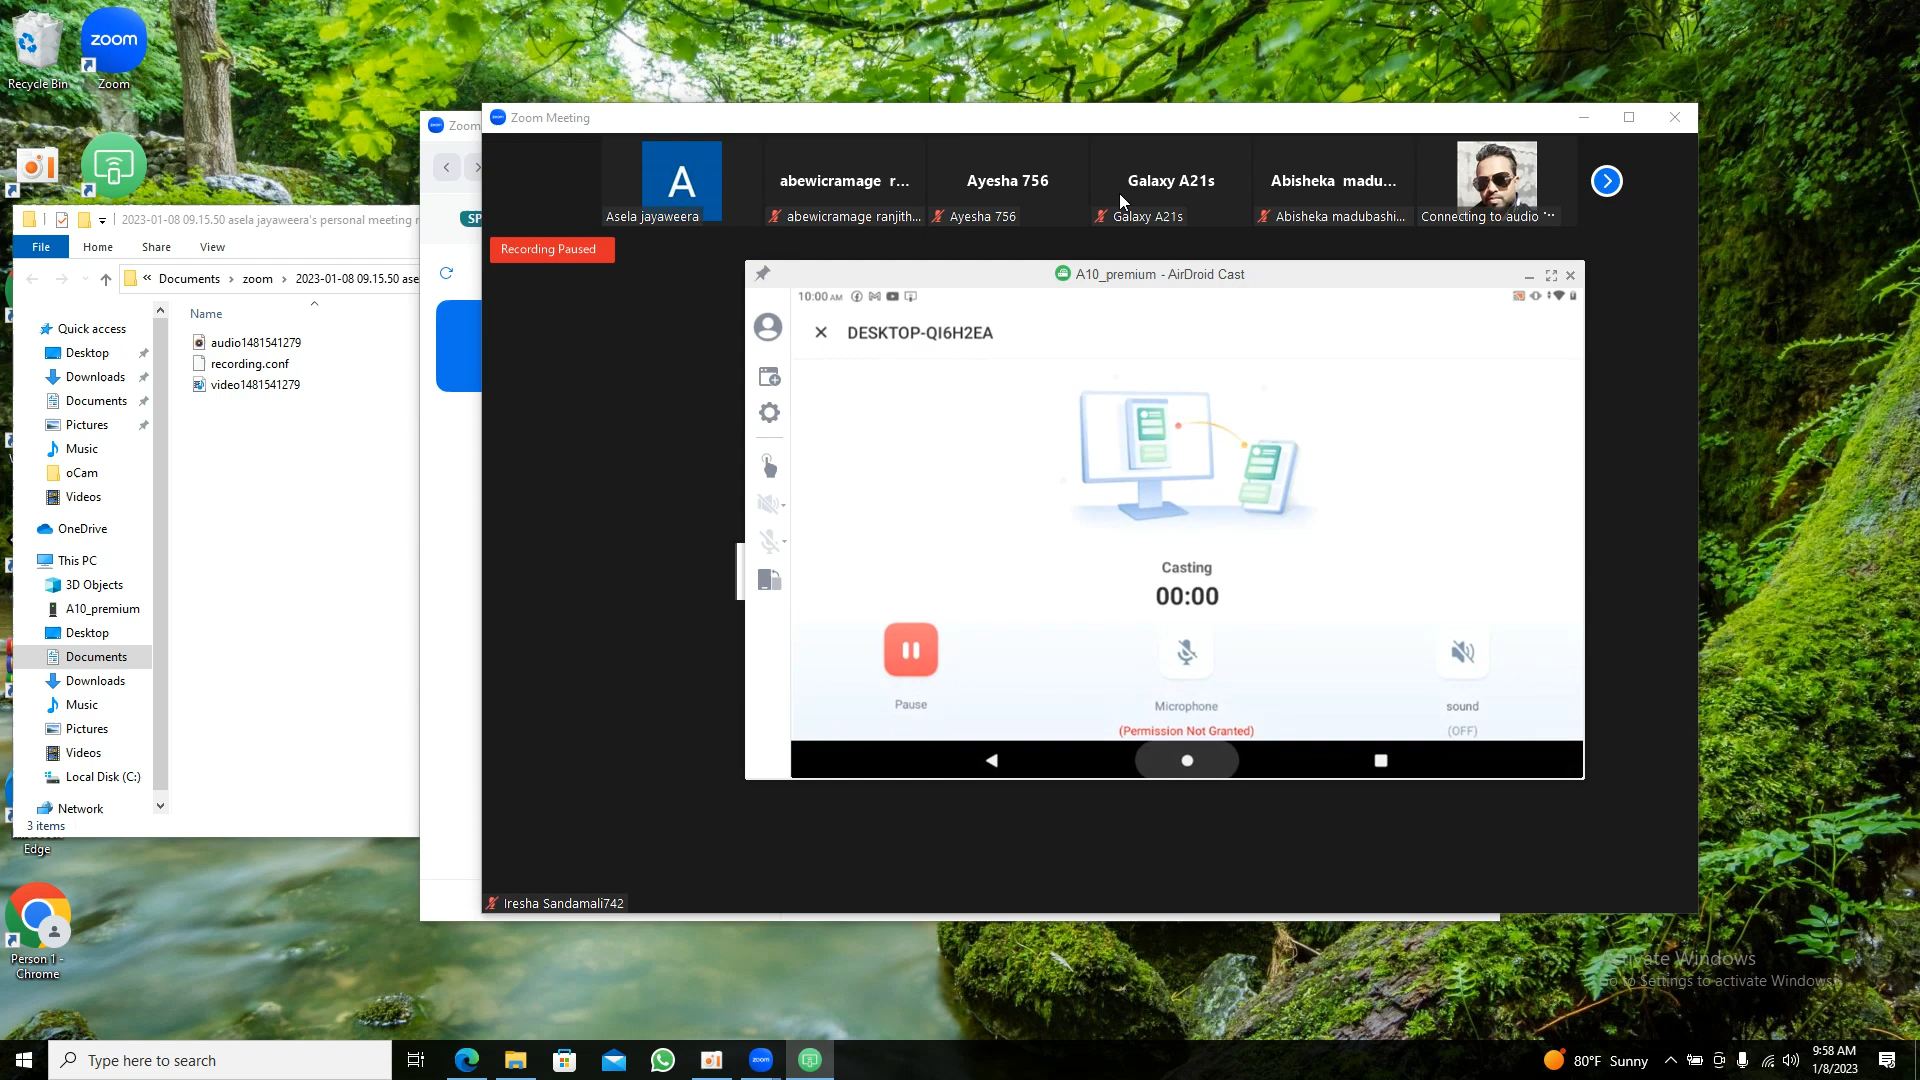 Recycle Bin
zoom
Zoom
Zoom
Zoom Meeting
A
Asela jayaweera
abewicramage r...
abewicramage ranjith...
Ayesha 756
Ayesha 756
Galaxy A21s
Galaxy A21s
Abisheka madu...
Abisheka madubashi...
Connecting to audio ...
Recording Paused
SP
2023-01-08 09.15.50 asela jayaweera's personal meeting r
File Home Share View
« Documents › zoom › 2023-01-08 09.15.50 ase
Name
audio1481541279
recording.conf
video1481541279
Quick access
Desktop
Downloads
Documents
Pictures
Music
oCam
Videos
OneDrive
This PC
3D Objects
A10_premium
Desktop
Documents
Downloads
Music
Pictures
Videos
Local Disk (C:)
Network
3 items
Edge
Person 1 -
Chrome
A10_premium - AirDroid Cast
10:00 AM
DESKTOP-QI6H2EA
Casting
00:00
Pause
Microphone
(Permission Not Granted)
sound
(OFF)
Iresha Sandamali742
Activate Windows
Go to Settings to activate Windows.
Type here to search
zoom
80°F Sunny
9:58 AM
1/8/2023